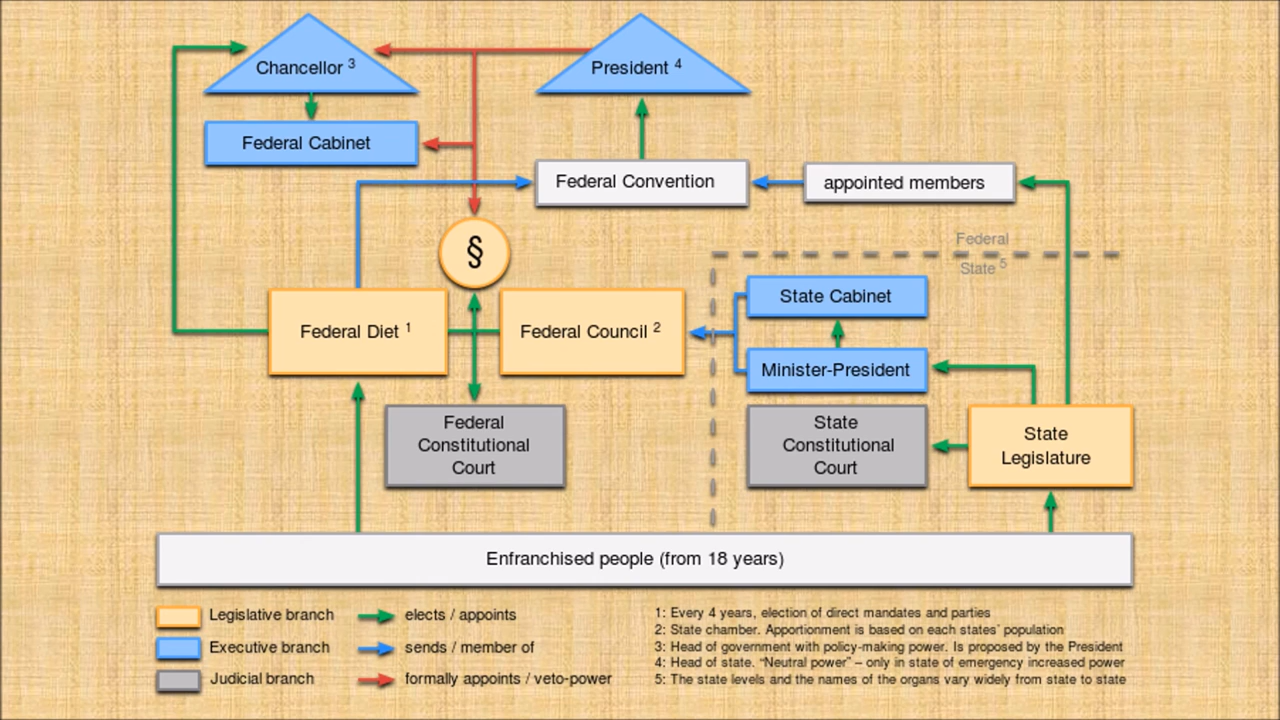 Chancellor 3
President 4
Federal Cabinet
Federal Convention
appointed members
Federal
State 5
§
State Cabinet
Federal Diet 1
Federal Council 2
Minister-President
Federal
Constitutional
Court
State
Constitutional
Court
State
Legislature
Enfranchised people (from 18 years)
Legislative branch
elects / appoints
Executive branch
sends / member of
Judicial branch
formally appoints / veto-power
1: Every 4 years, election of direct mandates and parties
2: State chamber. Apportionment is based on each states' population
3: Head of government with policy-making power. Is proposed by the President
4: Head of state. “Neutral power” – only in state of emergency increased power
5: The state levels and the names of the organs vary widely from state to state